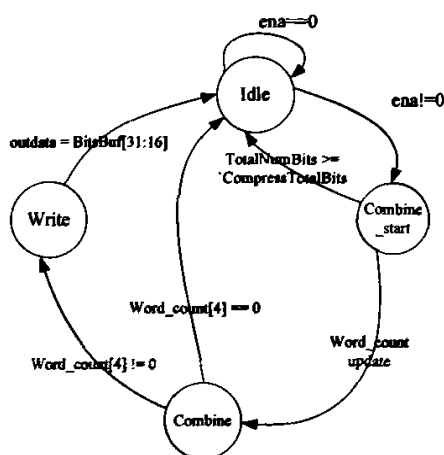 ena==0
Idle
ena!=0
outdata = BitsBuf[31:16]
TotalNumBits >=
`CompressTotalBits
Write
Combine
_start
Word_count[4] == 0
Word_count
update
Word_count[4] != 0
Combine